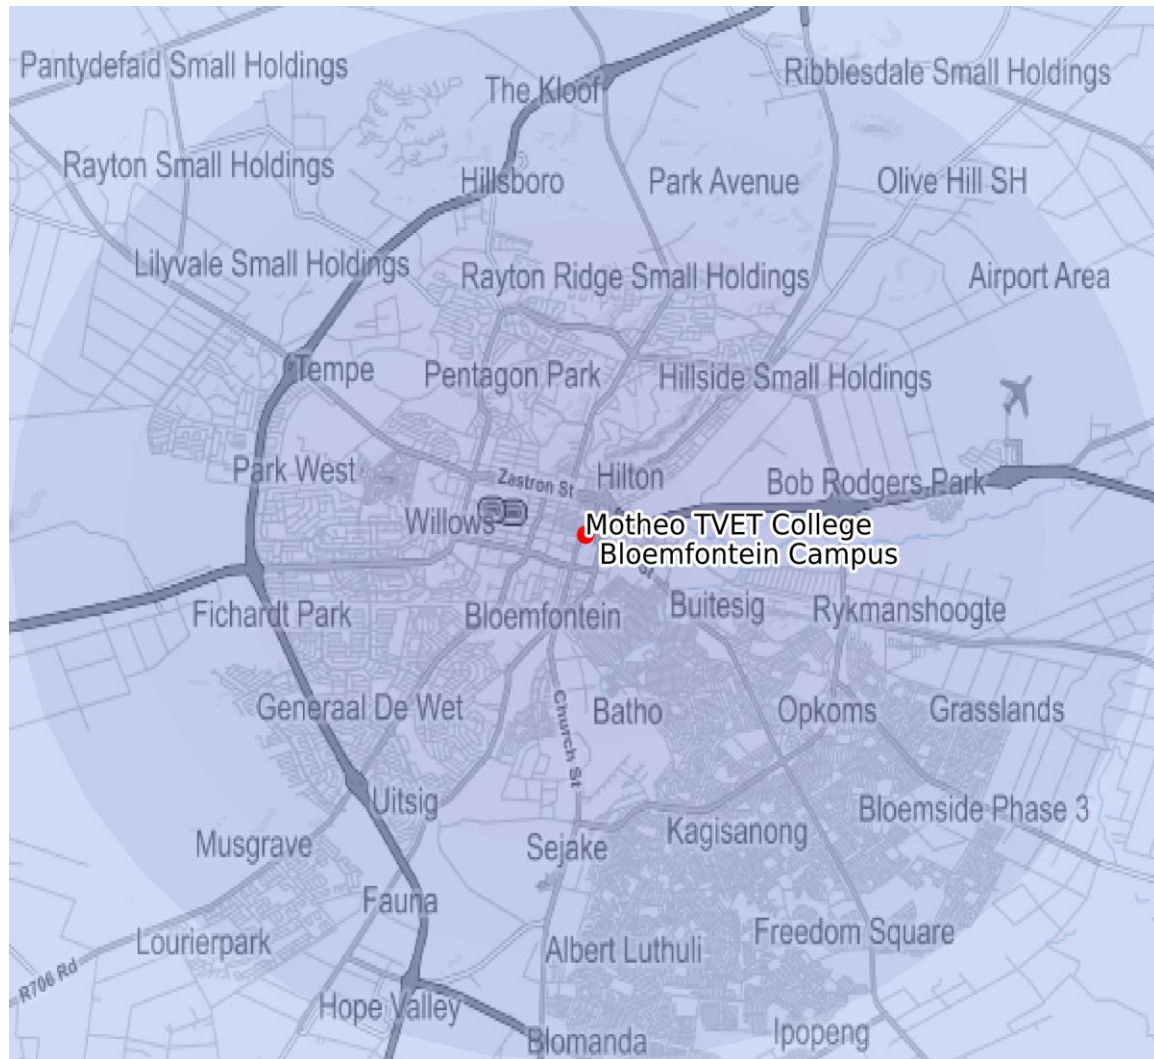 Pantydefaid Small Holdings
The Kloof
Ribblesdale Small Holdings
Rayton Small Holdings
Hillsboro
Park Avenue
Olive Hill SH
Lilyvale Small Holdings
Rayton Ridge Small Holdings
Airport Area
Tempe
Pentagon Park
Hillside Small Holdings
Park West
Zastron St
Hilton
Bob Rodgers Park
Willows
Motheo TVET College
Bloemfontein Campus
St
Fichardt Park
Bloemfontein
Buitesig
Rykmanshoogte
Generaal De Wet
Batho
Opkoms
Grasslands
Church St
Uitsig
Bloemside Phase 3
Musgrave
Sejake
Kagisanong
Fauna
Lourierpark
Albert Luthuli
Freedom Square
R706 Rd
Hope Valley
Blomanda
Ipopeng